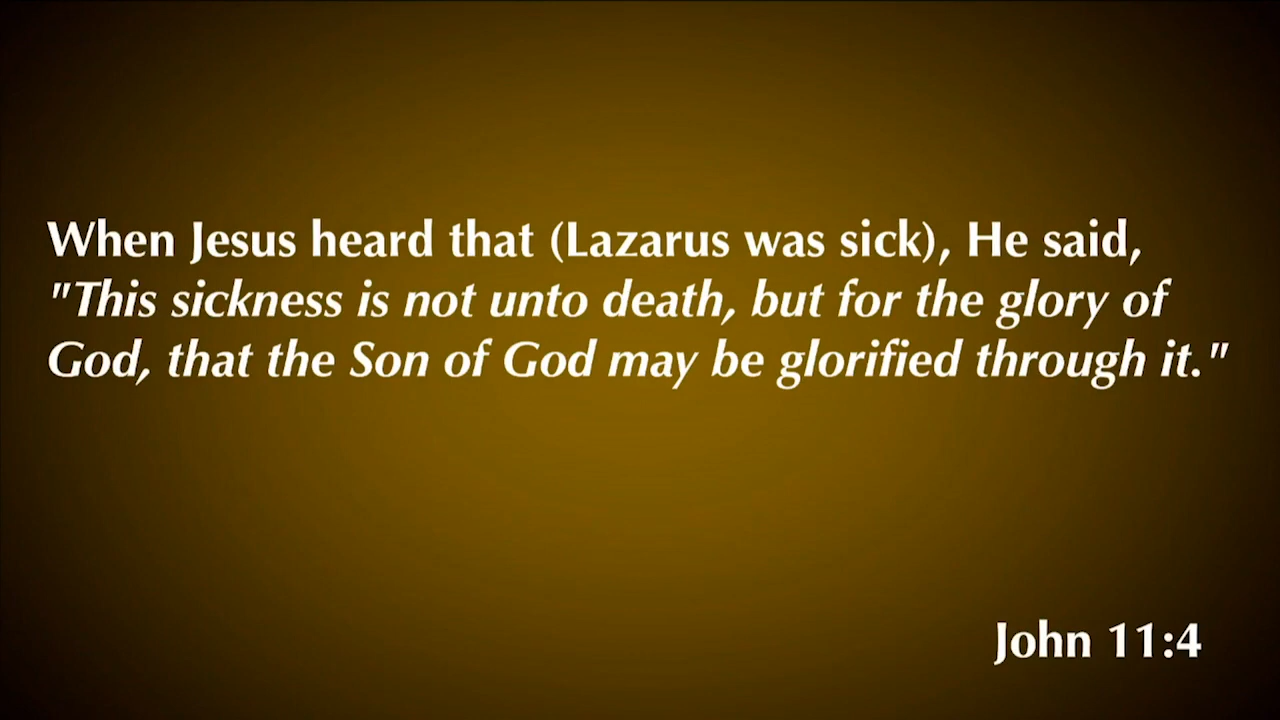 When Jesus heard that (Lazarus was sick), He said,
"This sickness is not unto death, but for the glory of
God, that the Son of God may be glorified through it."
John 11:4